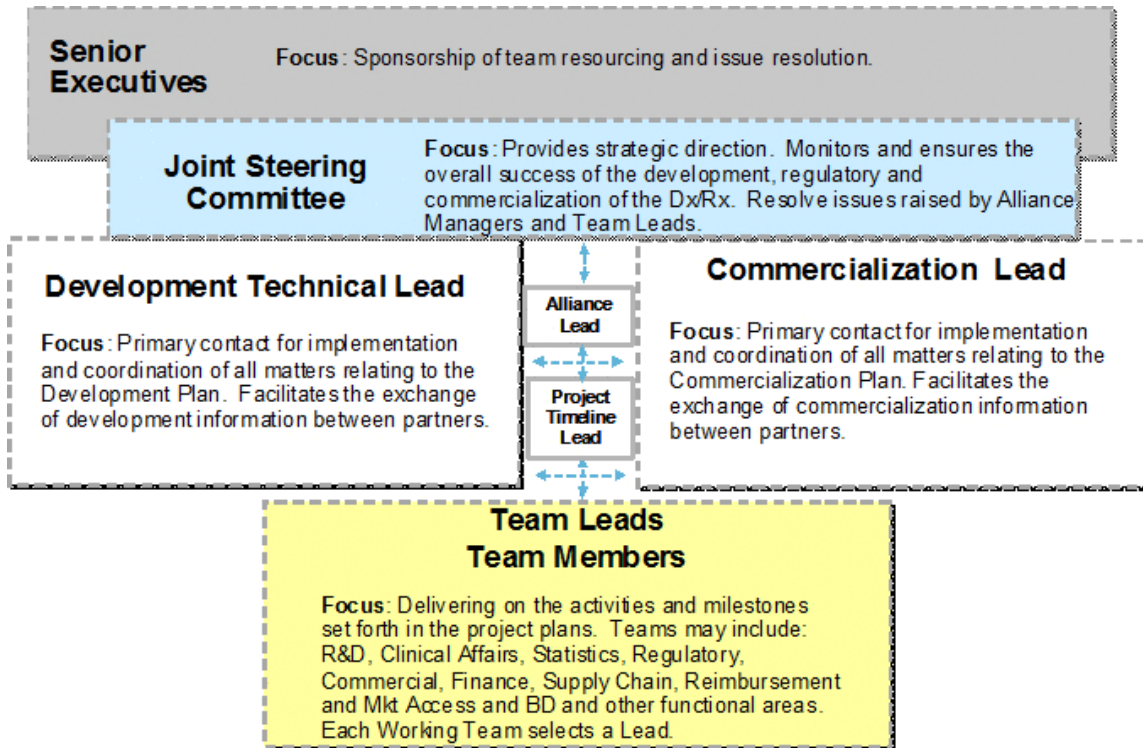 Senior
Executives
Focus: Sponsorship of team resourcing and issue resolution.
Joint Steering
Committee
Focus: Provides strategic direction. Monitors and ensures the
overall success of the development, regulatory and
commercialization of the Dx/Rx. Resolve issues raised by Alliance
Managers and Team Leads.
Development Technical Lead
Focus: Primary contact for implementation
and coordination of all matters relating to the
Development Plan. Facilitates the exchange
of development information between partners.
Alliance
Lead
Project
Timeline
Lead
Commercialization Lead
Focus: Primary contact for implementation
and coordination of all matters relating to the
Commercialization Plan. Facilitates the
exchange of commercialization information
between partners.
Team Leads
Team Members
Focus: Delivering on the activities and milestones
set forth in the project plans. Teams may include:
R&D, Clinical Affairs, Statistics, Regulatory,
Commercial, Finance, Supply Chain, Reimbursement
and Mkt Access and BD and other functional areas.
Each Working Team selects a Lead.